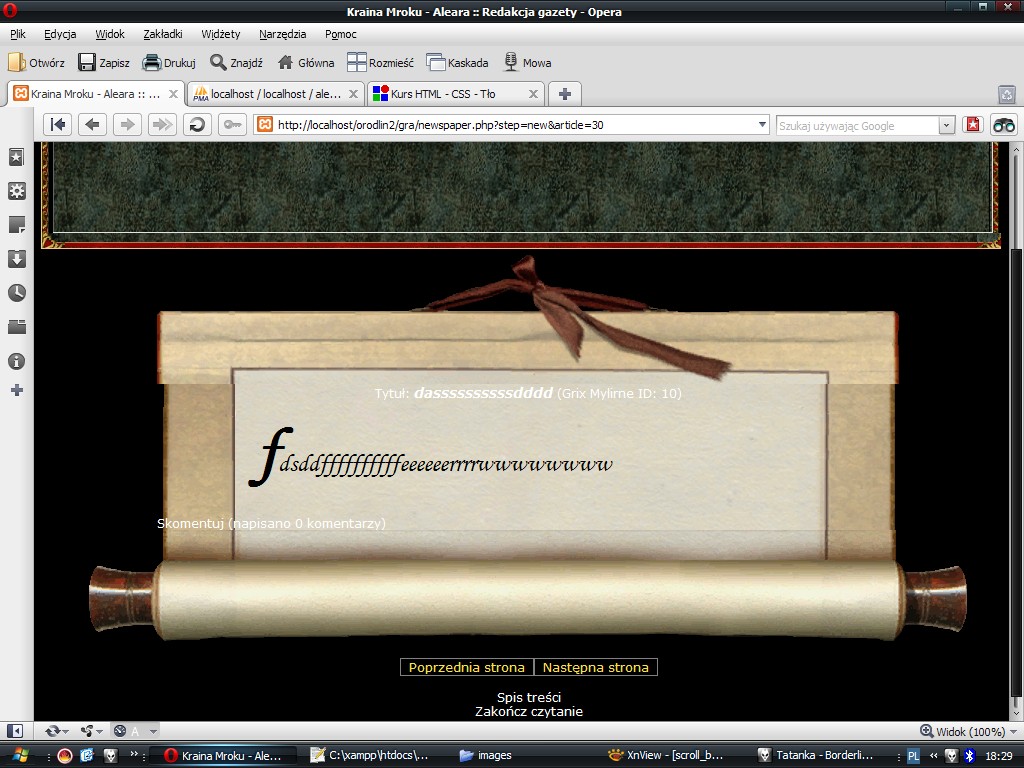 Kraina Mroku - Aleara :: Redakcja gazety - Opera
Plik Edycja Widok Zakładki Widżety Narzędzia Pomoc
Otwórz Zapisz Drukuj Znajdź Główna Rozmieść Kaskada Mowa
Kraina Mroku - Aleara :: ... localhost / localhost / ale... Kurs HTML - CSS - Tło
http://localhost/orodlin2/gra/newspaper.php?step=new&article=30 Szukaj używając Google
Tytuł: dassssssssssdddd (Grix Mylirne ID: 10)
Skomentuj (napisano 0 komentarzy)
Poprzednia strona Następna strona
Spis treści
Zakończ czytanie
Widok (100%)
Kraina Mroku - Ale... C:\xampp\htdocs\... images XnView - [scroll_b... Tatanka - Borderli... PL 18:29